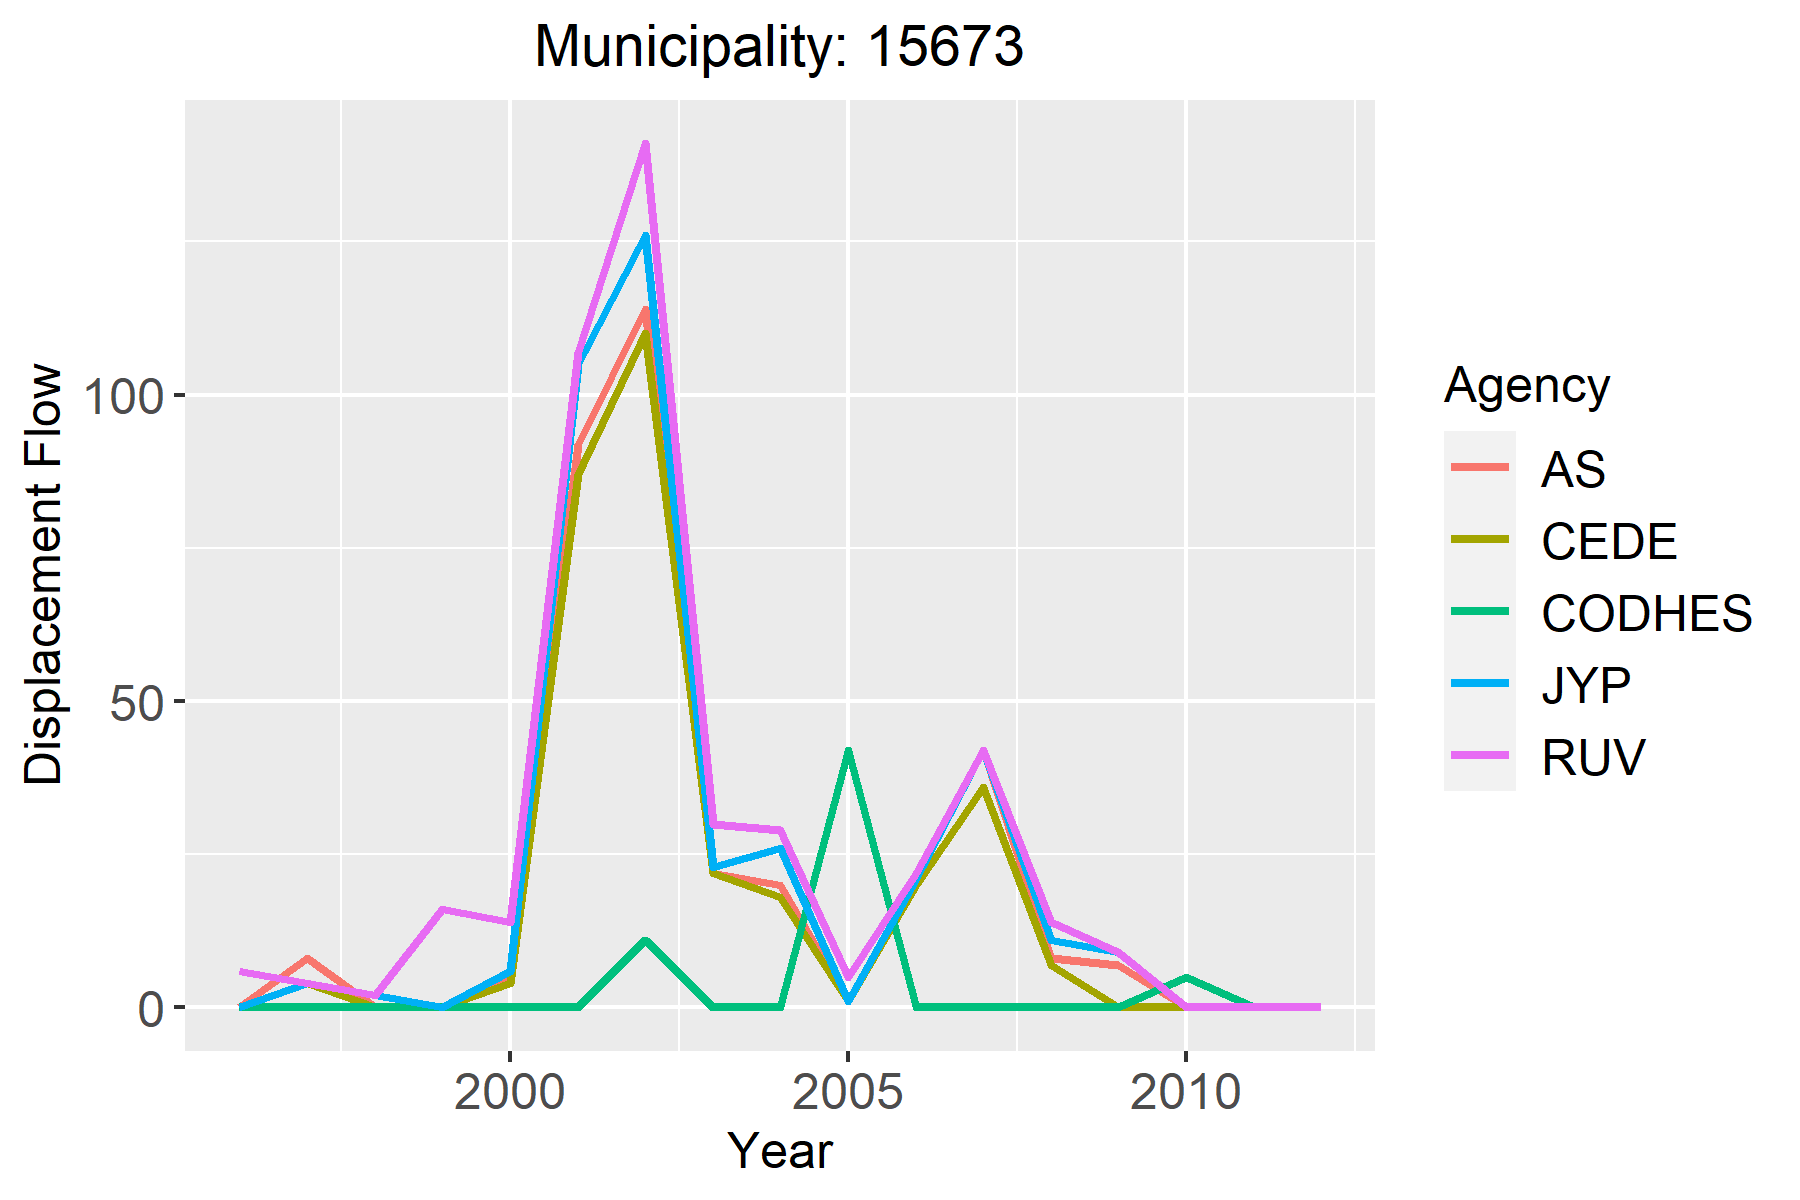 Municipality: 15673
Displacement Flow
100
50
0
2000
2005
2010
Year
Agency
AS
CEDE
CODHES
JYP
RUV